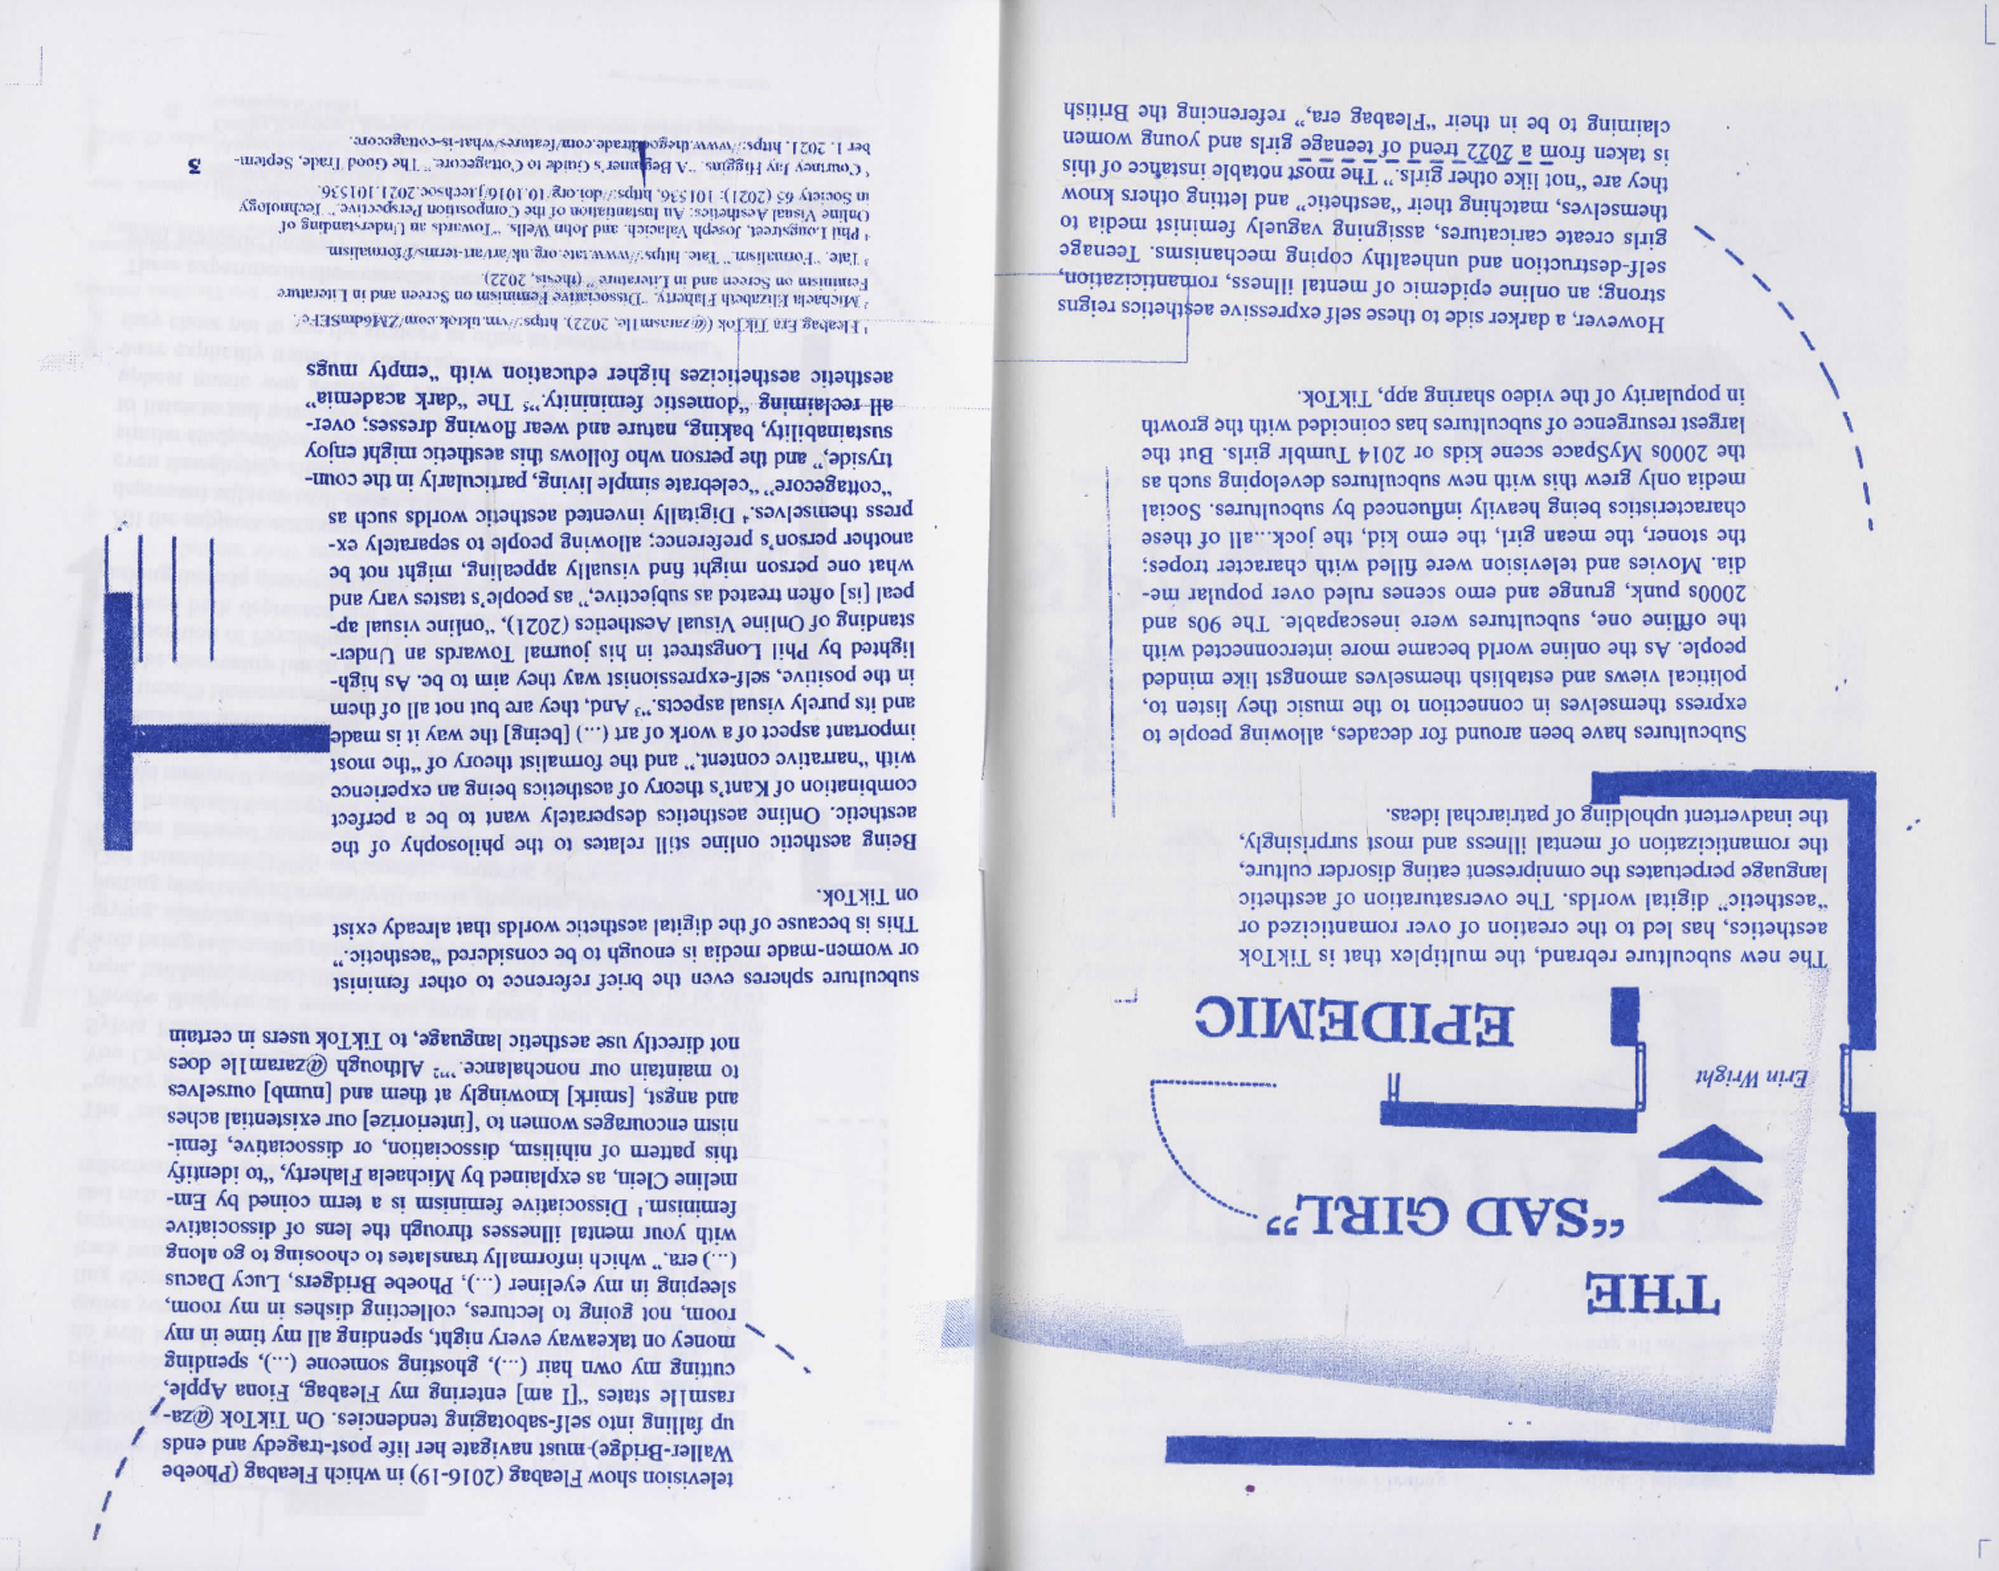 THE
“SAD GIRL”
EPIDEMIC
Erin Wright
The new subculture rebrand, the multiplex that is TikTok
aesthetics, has led to the creation of over romanticized or
“aesthetic” digital worlds. The oversaturation of aesthetic
language perpetuates the omnipresent eating disorder culture,
the romanticization of mental illness and most surprisingly,
the inadvertent upholding of patriarchal ideas.
Subcultures have been around for decades, allowing people to
express themselves in connection to the music they listen to,
political views and establish themselves amongst like minded
people. As the online world became more interconnected with
the offline one, subcultures were inescapable. The 90s and
2000s punk, grunge and emo scenes ruled over popular me-
dia. Movies and television were filled with character tropes;
the stoner, the mean girl, the emo kid, the jock...all of these
characteristics being heavily influenced by subcultures. Social
media only grew this with new subcultures developing such as
the 2000s MySpace scene kids or 2014 Tumblr girls. But the
largest resurgence of subcultures has coincided with the growth
in popularity of the video sharing app, TikTok.
However, a darker side to these self expressive aesthetics reigns
strong; an online epidemic of mental illness, romanticization,
self-destruction and unhealthy coping mechanisms. Teenage
girls create caricatures, assigning vaguely feminist media to
themselves, matching their “aesthetic” and letting others know
they are “not like other girls.” The most notable instance of this
is taken from a 2022 trend of teenage girls and young women
claiming to be in their “Fleabag era,” referencing the British
television show Fleabag (2016-19) in which Fleabag (Phoebe
Waller-Bridge) must navigate her life post-tragedy and ends
up falling into self-sabotaging tendencies. On TikTok @za-
rasm1le states “[I am] entering my Fleabag, Fiona Apple,
cutting my own hair (...), ghosting someone (...), spending
money on takeaway every night, spending all my time in my
room, not going to lectures, collecting dishes in my room,
sleeping in my eyeliner (...), Phoebe Bridgers, Lucy Dacus
(...) era.” which informally translates to choosing to go along
with your mental illnesses through the lens of dissociative
feminism.¹ Dissociative feminism is a term coined by Em-
meline Clein, as explained by Michaela Flaherty, “to identify
this pattern of nihilism, dissociation, or dissociative, femi-
nism encourages women to ‘[interiorize] our existential aches
and angst, [smirk] knowingly at them and [numb] ourselves
to maintain our nonchalance.’”² Although @zaram1le does
not directly use aesthetic language, to TikTok users in certain
subculture spheres even the brief reference to other feminist
or women-made media is enough to be considered “aesthetic.”
This is because of the digital aesthetic worlds that already exist
on TikTok.
Being aesthetic online still relates to the philosophy of the
aesthetic. Online aesthetics desperately want to be a perfect
combination of Kant’s theory of aesthetics being an experience
with “narrative content,” and the formalist theory of “the most
important aspect of a work of art (...) [being] the way it is made
and its purely visual aspects.”³ And, they are but not all of them
in the positive, self-expressionist way they aim to be. As high-
lighted by Phil Longstreet in his journal Towards an Under-
standing of Online Visual Aesthetics (2021), “online visual ap-
peal [is] often treated as subjective,” as people’s tastes vary and
what one person might find visually appealing, might not be
another person’s preference; allowing people to separately ex-
press themselves.⁴ Digitally invented aesthetic worlds such as
“cottagecore” “celebrate simple living, particularly in the coun-
tryside,” and the person who follows this aesthetic might enjoy
sustainability, baking, nature and wear flowing dresses; over-
all reclaiming “domestic femininity.”⁵ The “dark academia”
aesthetic aestheticizes higher education with “empty mugs
¹ Fleabag Era TikTok (@zarasm1le, 2022). https://vm.tiktok.com/ZM6dmSEFc/.
² Michaela Elizabeth Flaherty, “Dissociative Feminism on Screen and in Literature
Feminism on Screen and in Literature” (thesis, 2022).
³ Tate. “Formalism.” Tate. https://www.tate.org.uk/art/art-terms/f/formalism.
⁴ Phil Longstreet, Joseph Valacich, and John Wells, “Towards an Understanding of
Online Visual Aesthetics: An Instantiation of the Composition Perspective,” Technology
in Society 65 (2021): 101536, https://doi.org/10.1016/j.techsoc.2021.101536.
⁵ Courtney Jay Higgins. “A Beginner’s Guide to Cottagecore.” The Good Trade, Septem-
ber 1, 2021. https://www.thegoodtrade.com/features/what-is-cottagecore.
3